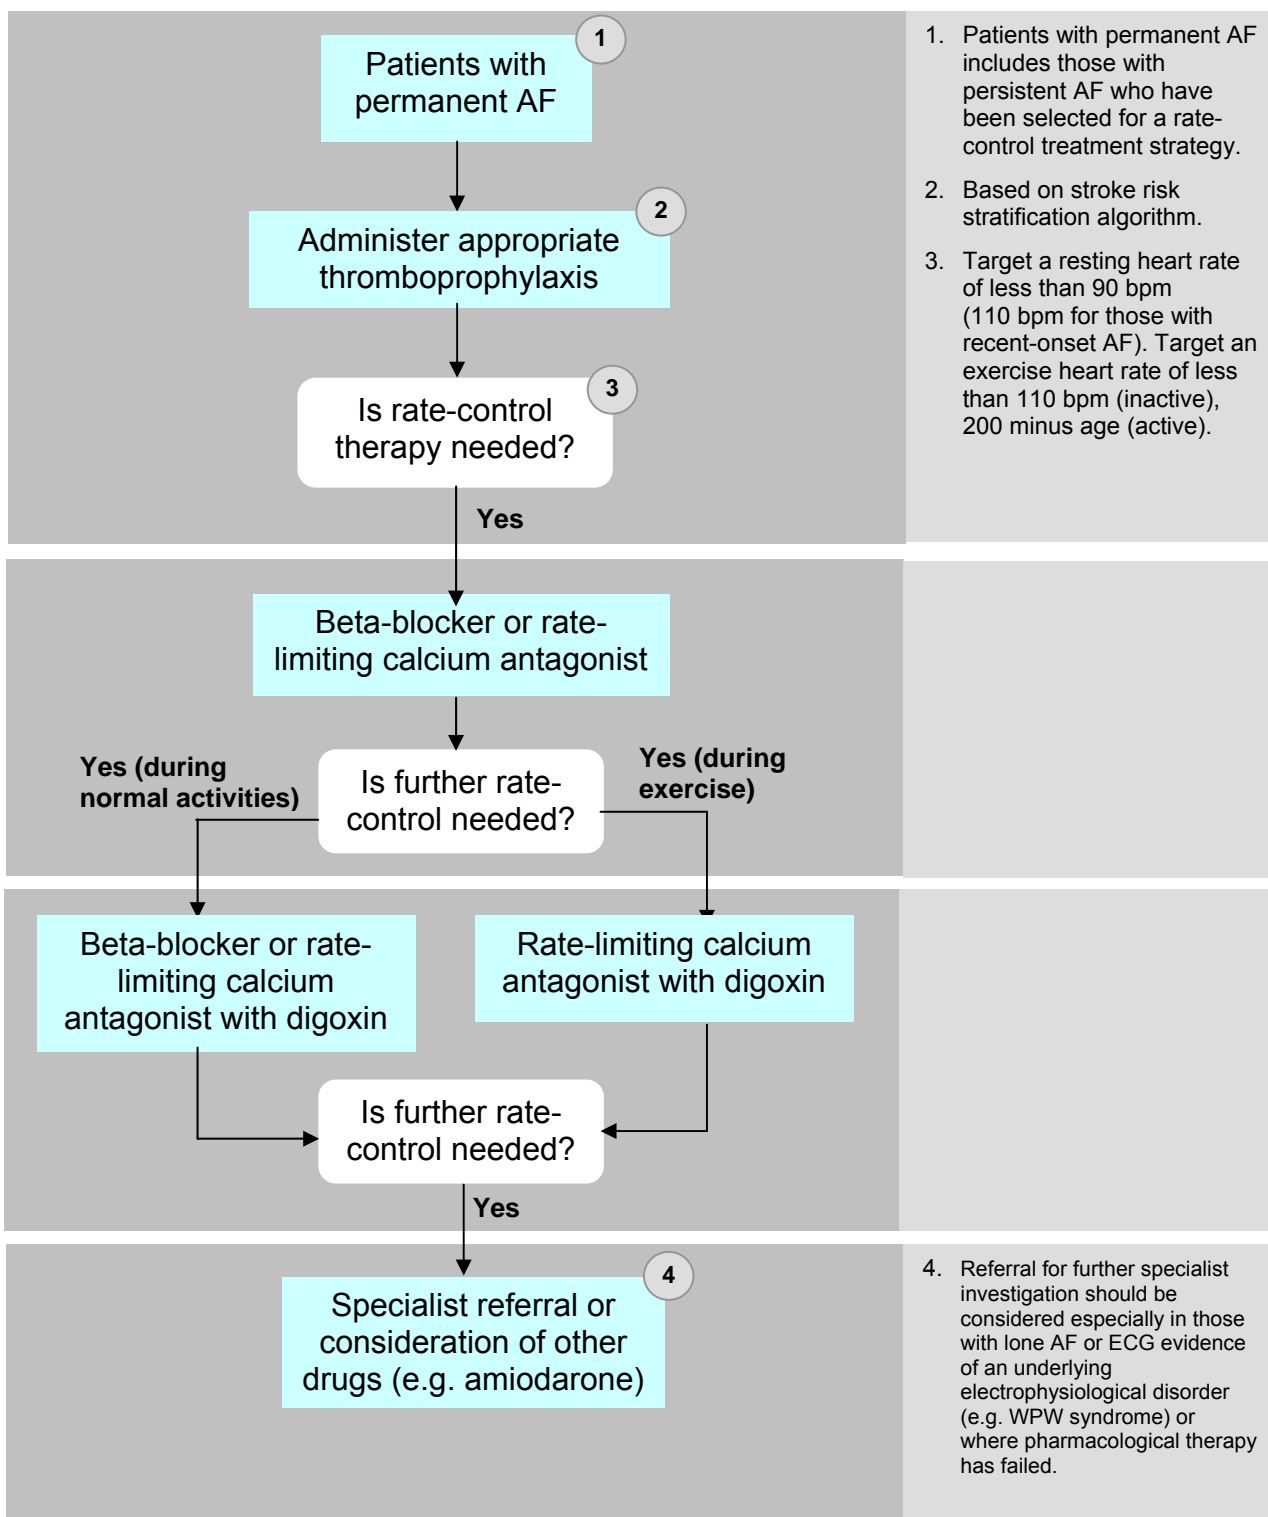 1
Patients with
permanent AF
2
Administer appropriate
thromboprophylaxis
3
Is rate-control
therapy needed?
Yes
1. Patients with permanent AF
includes those with
persistent AF who have
been selected for a rate-
control treatment strategy.
2. Based on stroke risk
stratification algorithm.
3. Target a resting heart rate
of less than 90 bpm
(110 bpm for those with
recent-onset AF). Target an
exercise heart rate of less
than 110 bpm (inactive),
200 minus age (active).
Beta-blocker or rate-
limiting calcium antagonist
Yes (during
normal activities)
Is further rate-
control needed?
Yes (during
exercise)
Beta-blocker or rate-
limiting calcium
antagonist with digoxin
Rate-limiting calcium
antagonist with digoxin
Is further rate-
control needed?
Yes
4
Specialist referral or
consideration of other
drugs (e.g. amiodarone)
4. Referral for further specialist
investigation should be
considered especially in those
with lone AF or ECG evidence
of an underlying
electrophysiological disorder
(e.g. WPW syndrome) or
where pharmacological therapy
has failed.